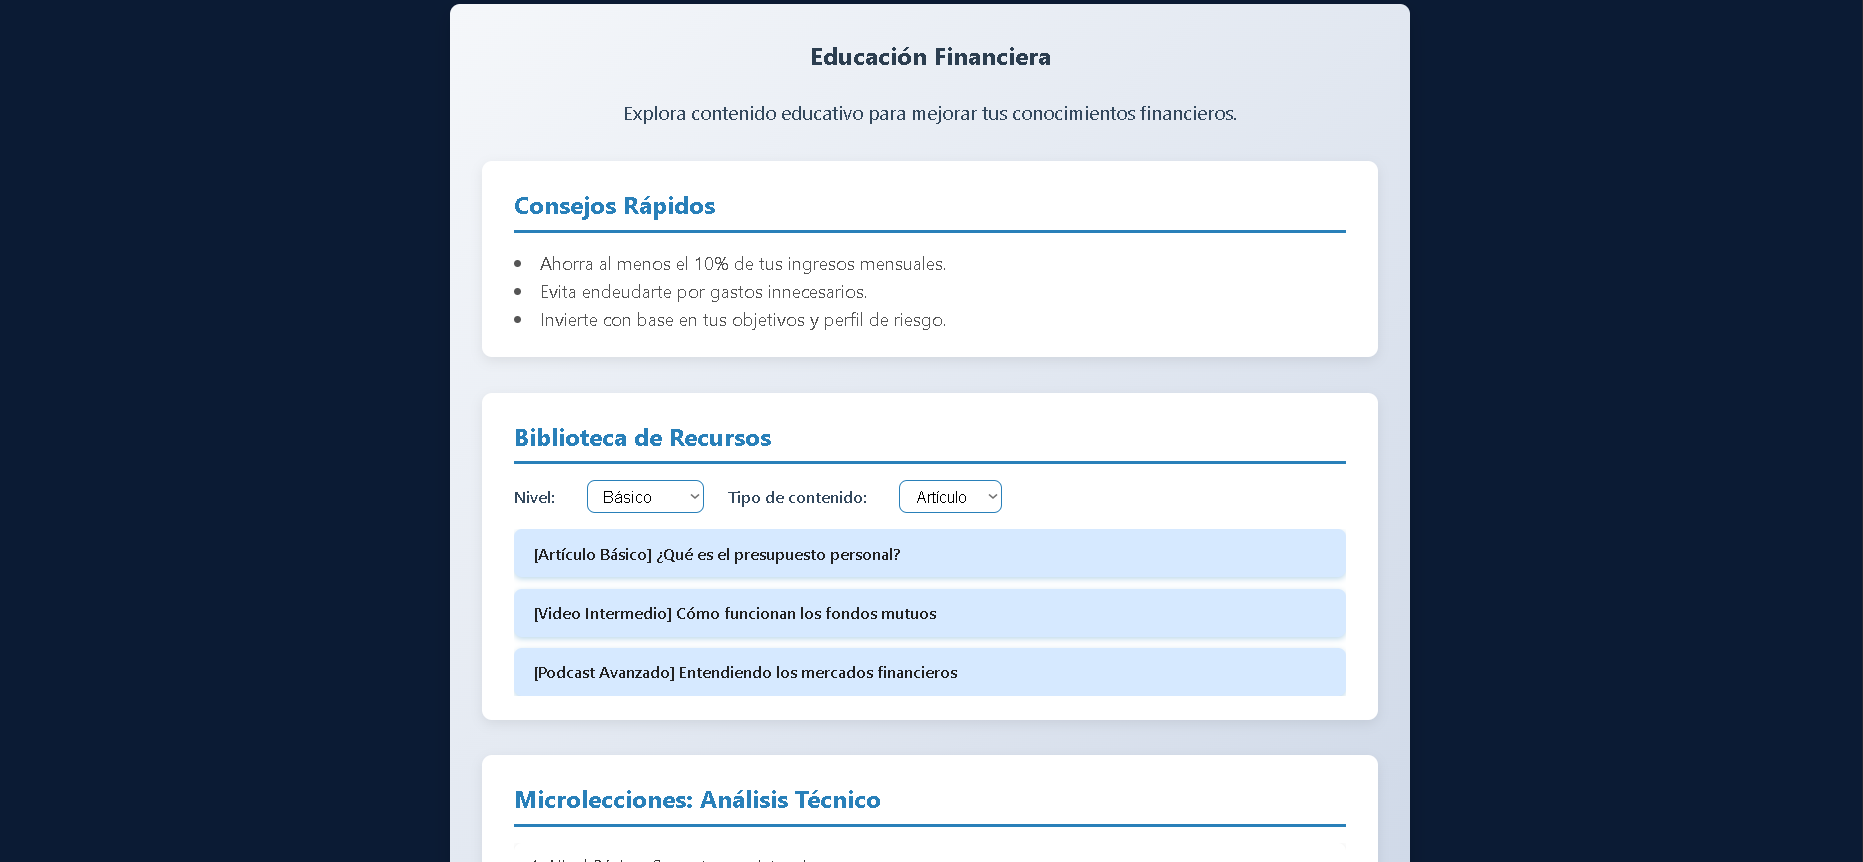 Educación Financiera
Explora contenido educativo para mejorar tus conocimientos financieros.
Consejos Rápidos
Ahorra al menos el 10% de tus ingresos mensuales.
Evita endeudarte por gastos innecesarios.
Invierte con base en tus objetivos y perfil de riesgo.
Biblioteca de Recursos
Nivel: Básico Tipo de contenido: Artículo
[Artículo Básico] ¿Qué es el presupuesto personal?
[Video Intermedio] Cómo funcionan los fondos mutuos
[Podcast Avanzado] Entendiendo los mercados financieros
Microlecciones: Análisis Técnico